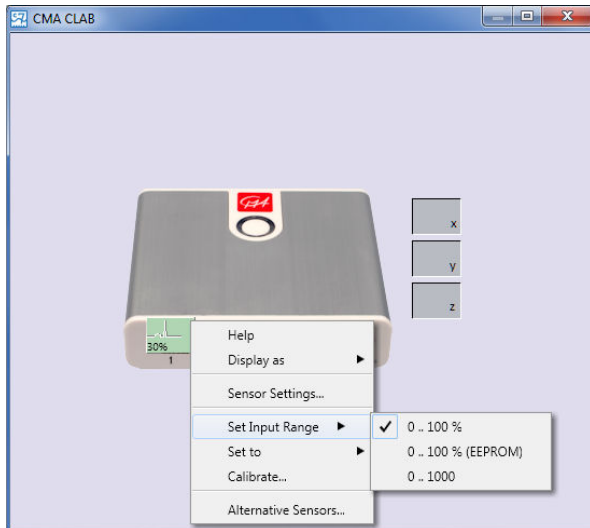 CMA CLAB
CMA
x
y
z
30%
1
Help
Display as
Sensor Settings...
Set Input Range
0 .. 100 %
Set to
0 .. 100 % (EEPROM)
Calibrate...
0 .. 1000
Alternative Sensors...